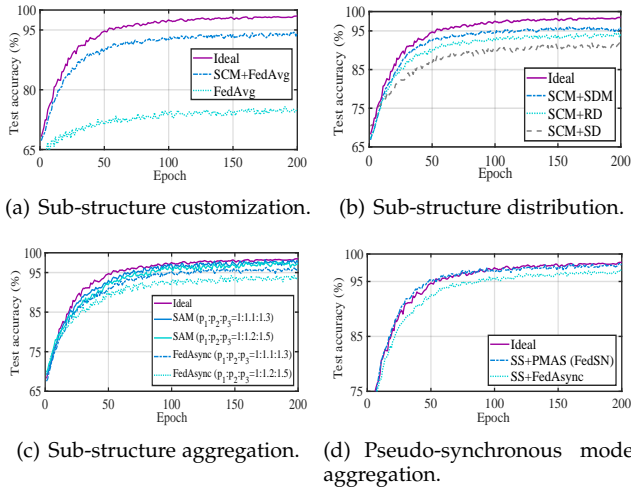 100
95
80
65
0 50 100 150 200
Epoch
Test accuracy (%)
Ideal
SCM+FedAvg
FedAvg
(a) Sub-structure customization.
100
95
85
75
65
0 50 100 150 200
Epoch
Test accuracy (%)
Ideal
SCM+SDM
SCM+RD
SCM+SD
(b) Sub-structure distribution.
100
95
85
75
65
0 50 100 150 200
Epoch
Test accuracy (%)
Ideal
SAM (p1:p2:p3=1:1.1:1.3)
SAM (p1:p2:p3=1:1.2:1.5)
FedAsync (p1:p2:p3=1:1.1:1.3)
FedAsync (p1:p2:p3=1:1.2:1.5)
(c) Sub-structure aggregation.
100
95
85
75
0 50 100 150 200
Epoch
Test accuracy (%)
Ideal
SS+PMAS (FedSN)
SS+FedAsync
(d) Pseudo-synchronous mode
aggregation.